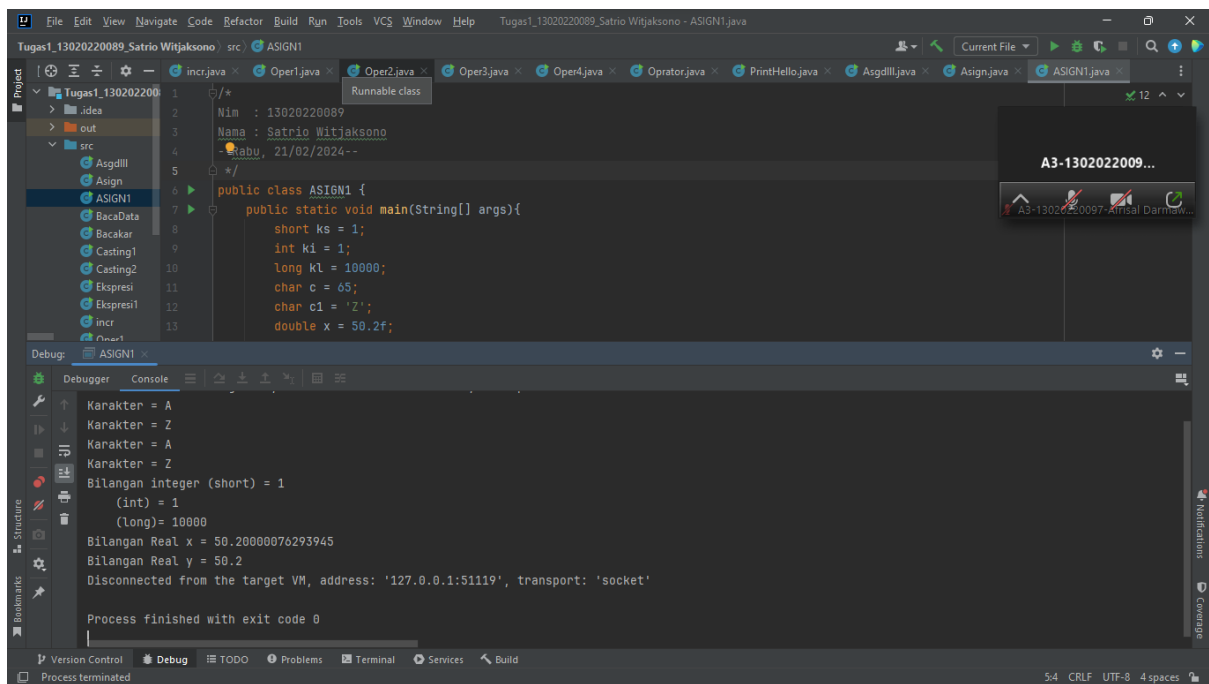 File Edit View Navigate Code Refactor Build Run Tools VCS Window Help Tugas1_13020220089_Satrio Witjaksono - ASIGN1.java
Tugas1_13020220089_Satrio Witjaksono > src > ASIGN1
Current File
incr.java Oper1.java Oper2.java Oper3.java Oper4.java Oprator.java PrintHello.java AsgdlII.java Asign.java ASIGN1.java
Runnable class
Project
Tugas1_1302022008
.idea
out
src
AsgdlII
Asign
ASIGN1
BacaData
Bacakar
Casting1
Casting2
Ekspresi
Ekspresi1
incr
Oper1
12
1 /*
2 Nim : 13020220089
3 Nama : Satrio Witjaksono
4 - Rabu, 21/02/2024--
5 */
6 public class ASIGN1 {
7 public static void main(String[] args){
8 short ks = 1;
9 int ki = 1;
10 long kl = 10000;
11 char c = 65;
12 char c1 = 'Z';
13 double x = 50.2f;
A3-1302022009...
A3-13020220097-Afrisal Darmaw...
Debug: ASIGN1
Debugger Console
Karakter = A
Karakter = Z
Karakter = A
Karakter = Z
Bilangan integer (short) = 1
(int) = 1
(long)= 10000
Bilangan Real x = 50.20000076293945
Bilangan Real y = 50.2
Disconnected from the target VM, address: '127.0.0.1:51119', transport: 'socket'
Process finished with exit code 0
Structure
Bookmarks
Notifications
Coverage
Version Control Debug TODO Problems Terminal Services Build
Process terminated
5:4 CRLF UTF-8 4 spaces